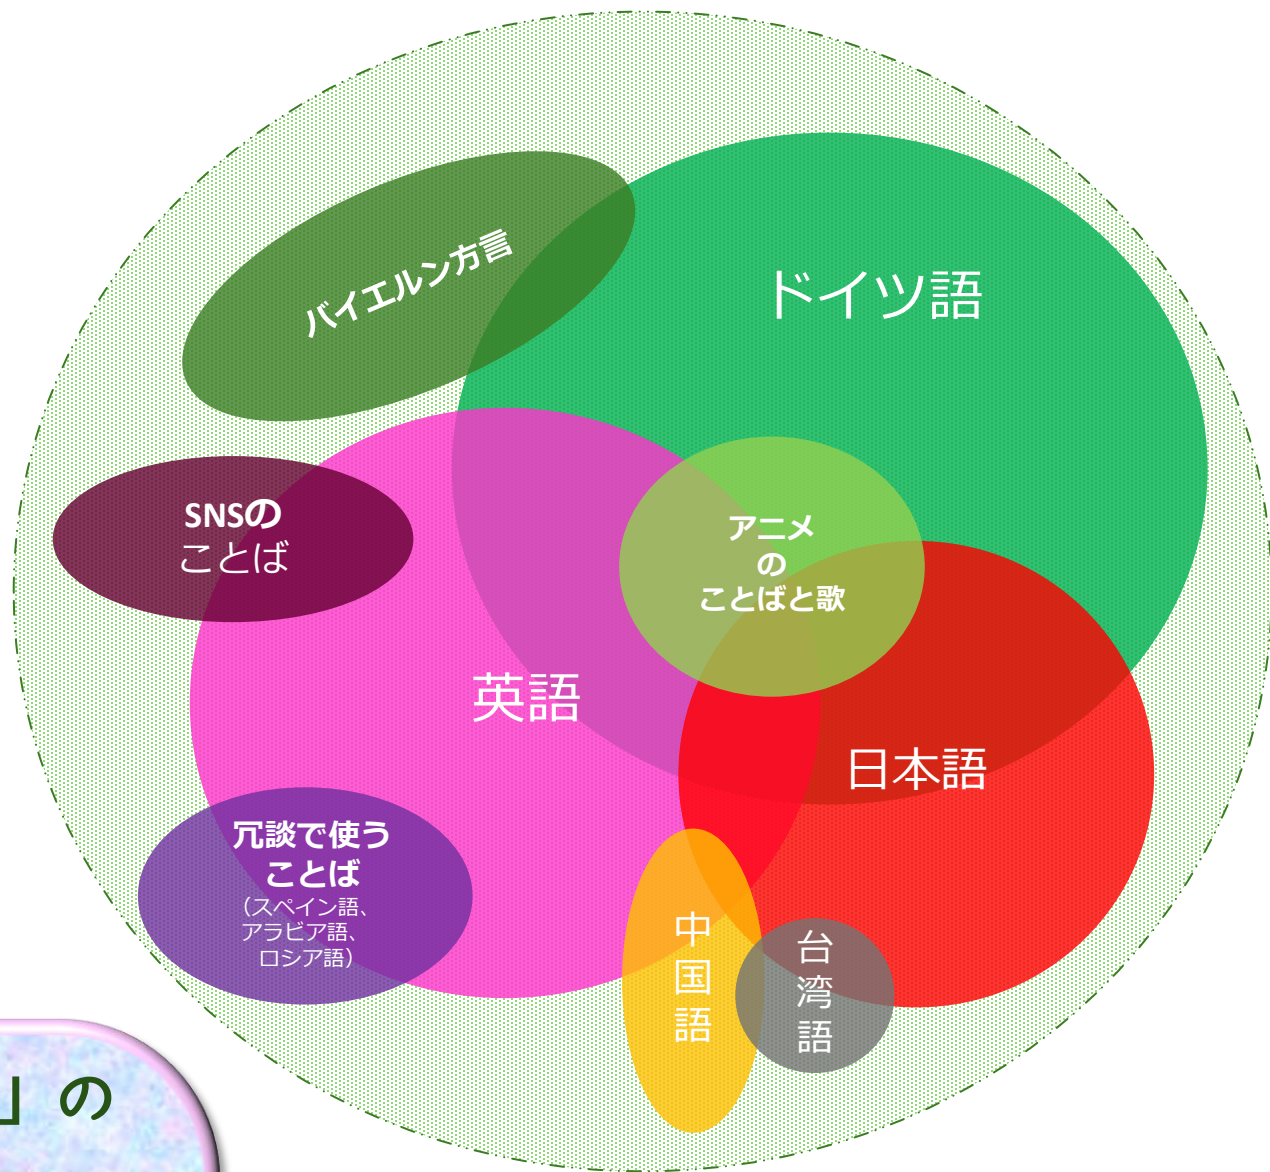 バイエルン方言
ドイツ語
SNSの
ことば
アニメ
の
ことばと歌
英語
日本語
冗談で使う
ことば
（スペイン語、
アラビア語、
ロシア語）
中
国
語
台
湾
語
」の